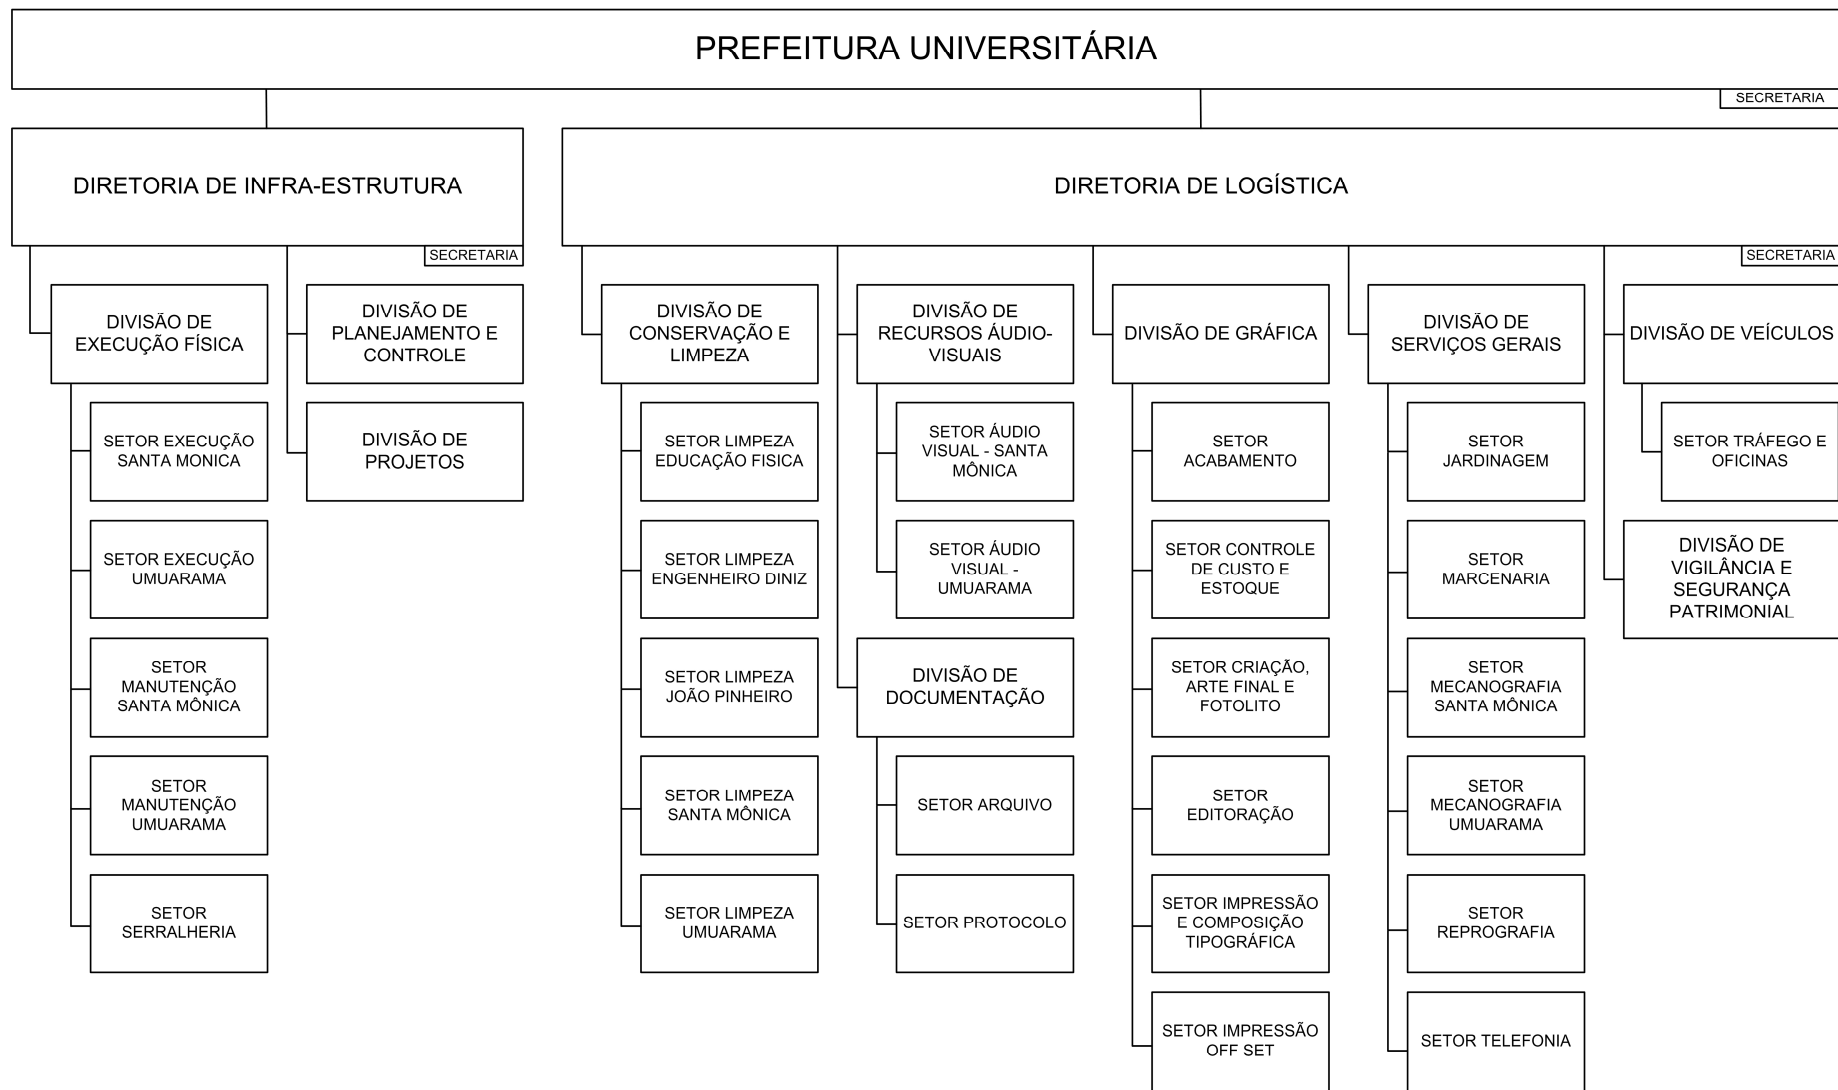 PREFEITURA UNIVERSITÁRIA
SECRETARIA
DIRETORIA DE INFRA-ESTRUTURA
SECRETARIA
DIVISÃO DE
EXECUÇÃO FÍSICA
SETOR EXECUÇÃO
SANTA MONICA
SETOR EXECUÇÃO
UMUARAMA
SETOR
MANUTENÇÃO
SANTA MÔNICA
SETOR
MANUTENÇÃO
UMUARAMA
SETOR
SERRALHERIA
DIVISÃO DE
PLANEJAMENTO E
CONTROLE
DIVISÃO DE
PROJETOS
DIRETORIA DE LOGÍSTICA
SECRETARIA
DIVISÃO DE
CONSERVAÇÃO E
LIMPEZA
SETOR LIMPEZA
EDUCAÇÃO FISICA
SETOR LIMPEZA
ENGENHEIRO DINIZ
SETOR LIMPEZA
JOÃO PINHEIRO
SETOR LIMPEZA
SANTA MÔNICA
SETOR LIMPEZA
UMUARAMA
DIVISÃO DE
RECURSOS ÁUDIO-
VISUAIS
SETOR ÁUDIO
VISUAL - SANTA
MÔNICA
SETOR ÁUDIO
VISUAL -
UMUARAMA
DIVISÃO DE
DOCUMENTAÇÃO
SETOR ARQUIVO
SETOR PROTOCOLO
DIVISÃO DE GRÁFICA
SETOR
ACABAMENTO
SETOR CONTROLE
DE CUSTO E
ESTOQUE
SETOR CRIAÇÃO,
ARTE FINAL E
FOTOLITO
SETOR
EDITORAÇÃO
SETOR IMPRESSÃO
E COMPOSIÇÃO
TIPOGRÁFICA
SETOR IMPRESSÃO
OFF SET
DIVISÃO DE
SERVIÇOS GERAIS
SETOR
JARDINAGEM
SETOR
MARCENARIA
SETOR
MECANOGRAFIA
SANTA MÔNICA
SETOR
MECANOGRAFIA
UMUARAMA
SETOR
REPROGRAFIA
SETOR TELEFONIA
DIVISÃO DE VEÍCULOS
SETOR TRÁFEGO E
OFICINAS
DIVISÃO DE
VIGILÂNCIA E
SEGURANÇA
PATRIMONIAL